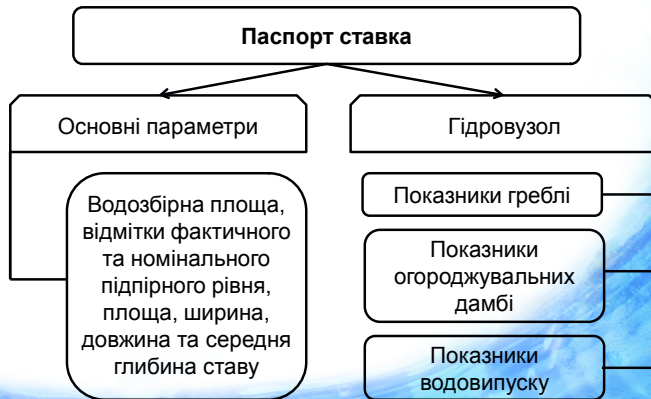 Паспорт ставка
Основні параметри
Гідровузол
Водозбірна площа,
відмітки фактичного
та номінального
підпірного рівня,
площа, ширина,
довжина та середня
глибина ставу
Показники греблі
Показники
огороджувальних
дамбі
Показники
водовипуску